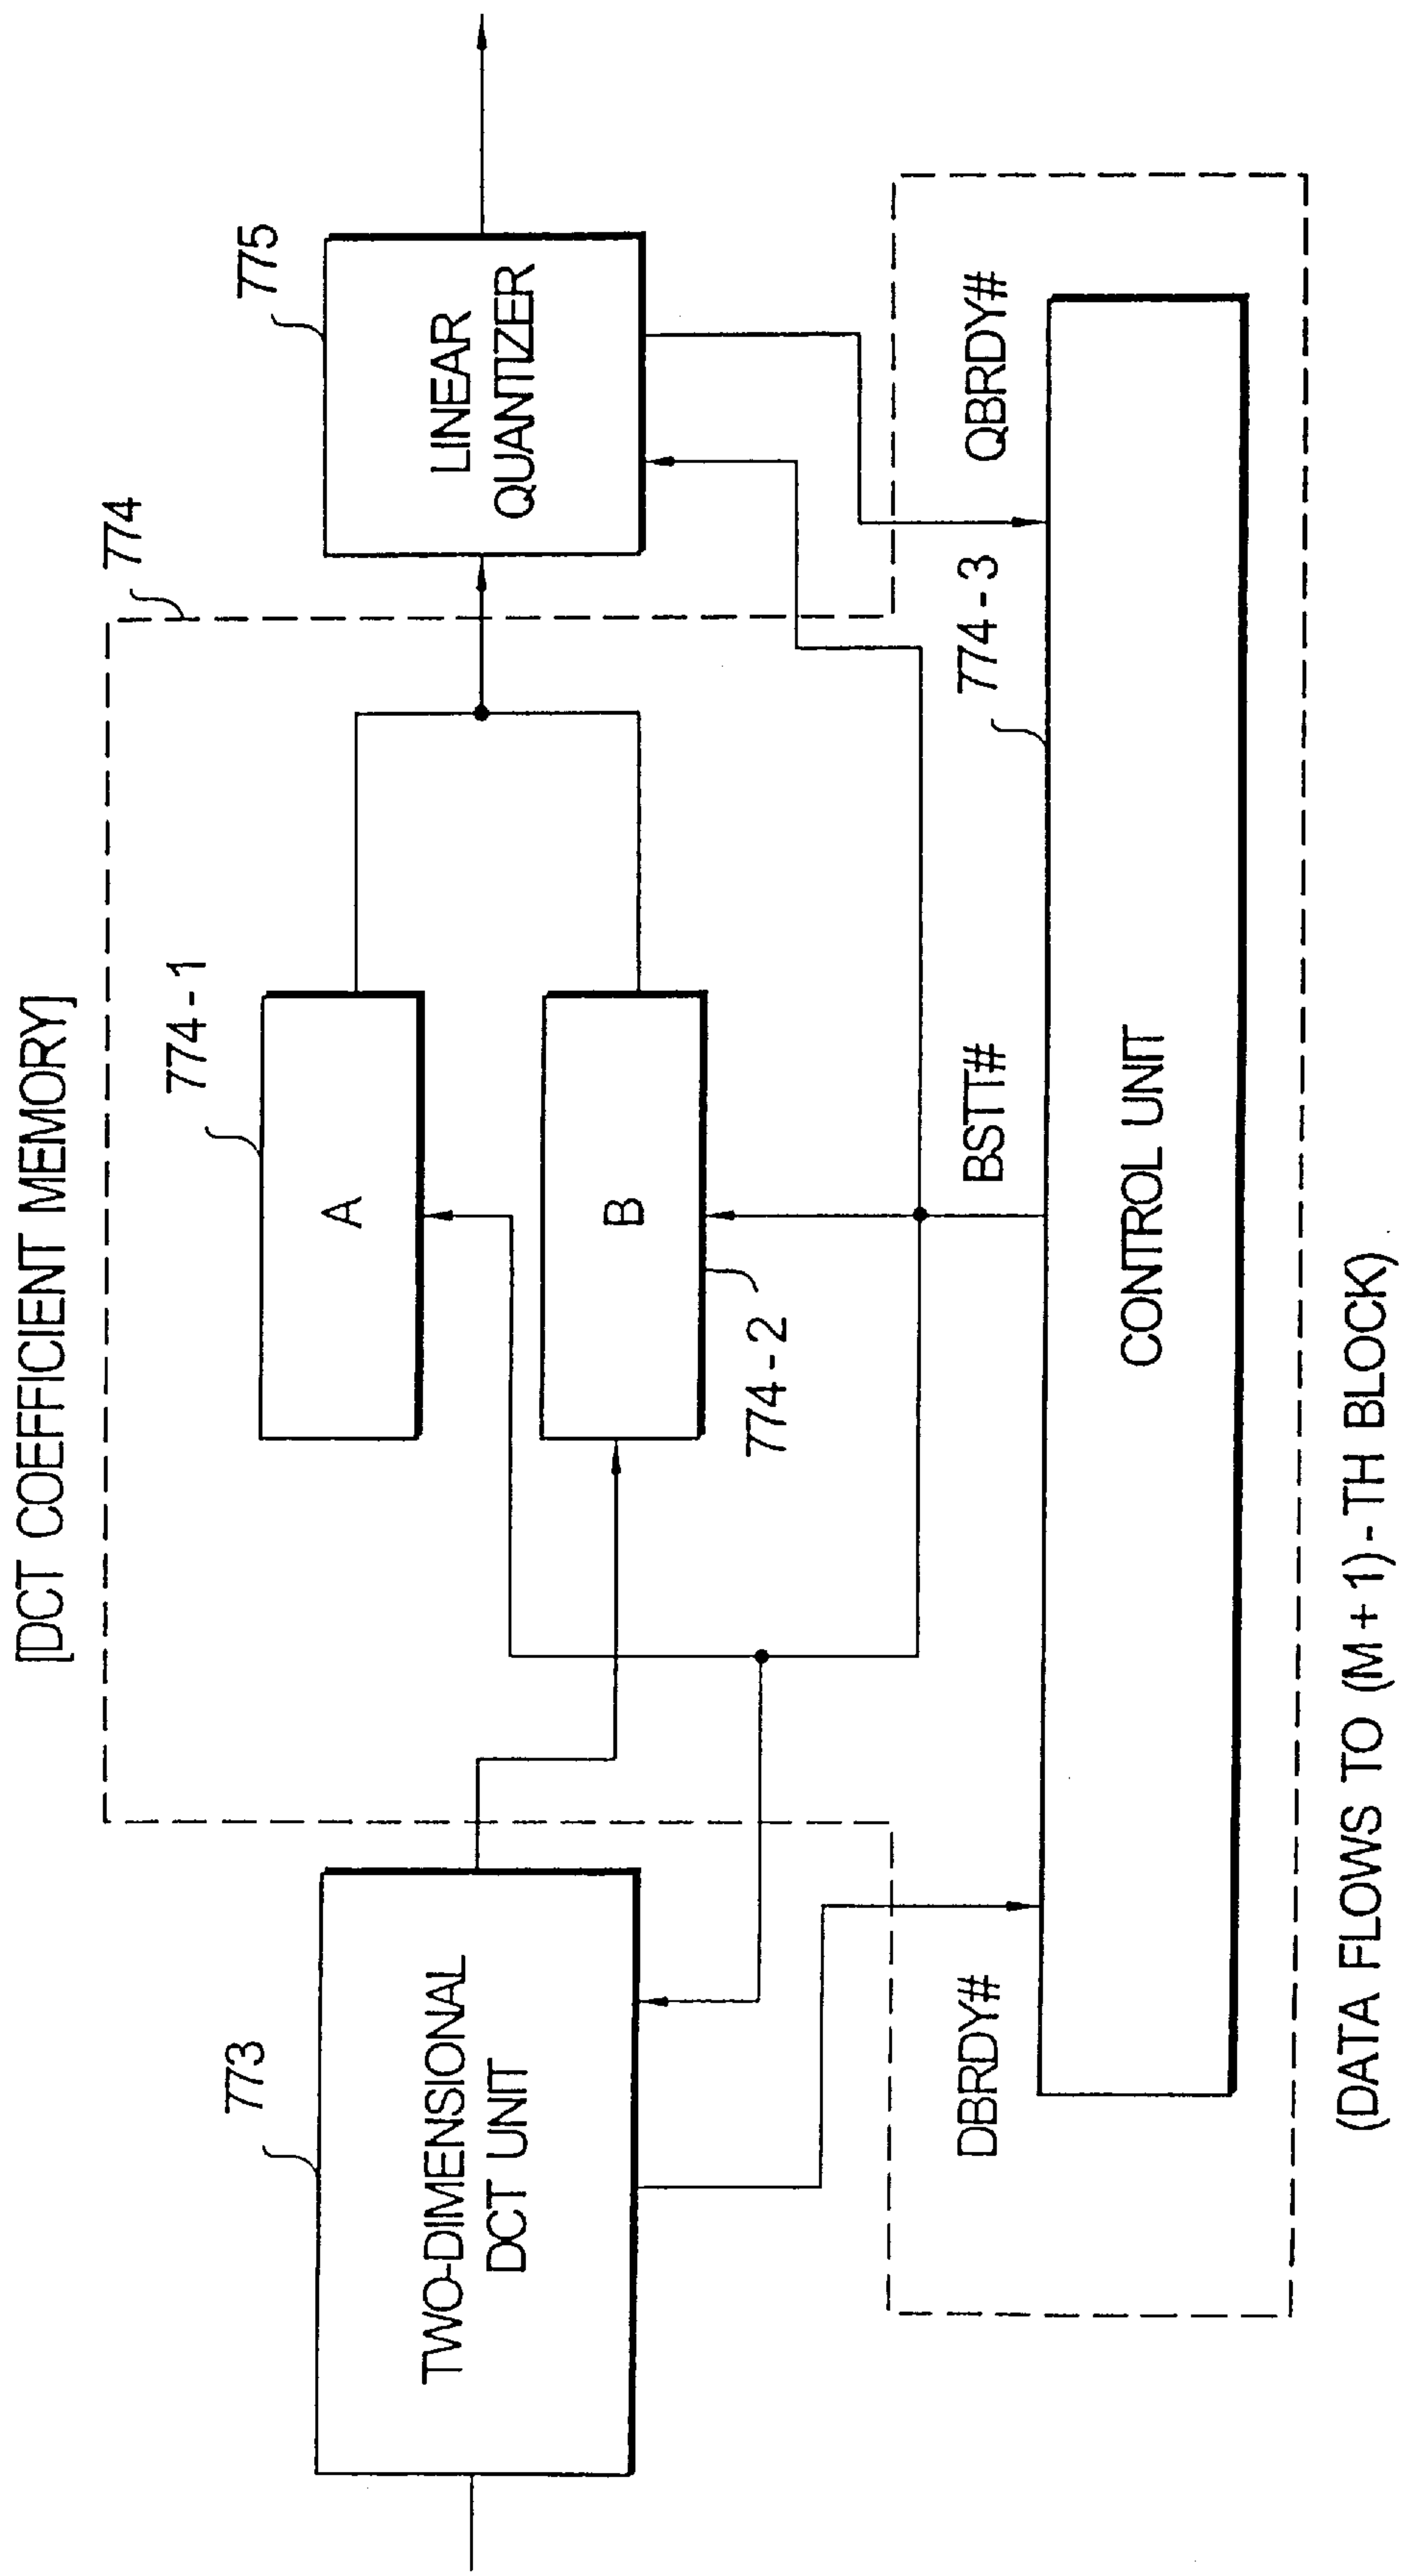 [DCT COEFFICIENT MEMORY]
774
773
774-1
775
TWO-DIMENSIONAL
DCT UNIT
A
LINEAR
QUANTIZER
B
774-2
DBRDY#
BSTT#
774-3
QBRDY#
CONTROL UNIT
(DATA FLOWS TO (M+1)-TH BLOCK)